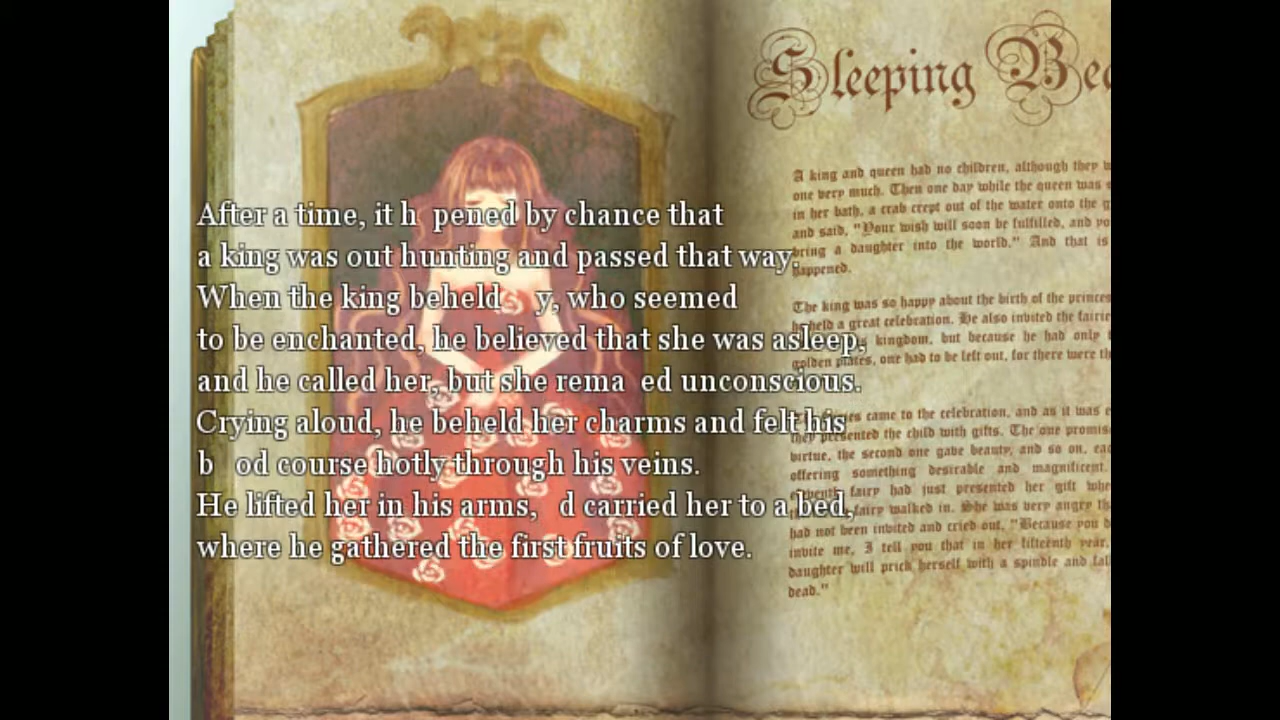 After a time, it h pened by chance that
a king was out hunting and passed that way.
When the king beheld y, who seemed
to be enchanted, he believed that she was asleep,
and he called her, but she rema ed unconscious.
Crying aloud, he beheld her charms and felt his
b od course hotly through his veins.
He lifted her in his arms, d carried her to a bed,
where he gathered the first fruits of love.
Sleeping Bea
A king and queen had no children, although they w
one very much. Then one day while the queen was s
in her bath, a crab crept out of the water onto the g
and said, "Your wish will soon be fulfilled, and yo
bring a daughter into the world." And that is
happened.
The king was so happy about the birth of the princes
he held a great celebration. He also invited the fairie
kingdom, but because he had only t
golden plates, one had to be left out, for there were th
came to the celebration, and as it was c
they presented the child with gifts. The one promis
virtue, the second one gave beauty, and so on, eac
offering something desirable and magnificent.
fairy had just presented her gift whe
fairy walked in. She was very angry th
had not been invited and cried out, "Because you d
invite me, I tell you that in her fifteenth year,
daughter will prick herself with a spindle and fal
dead."